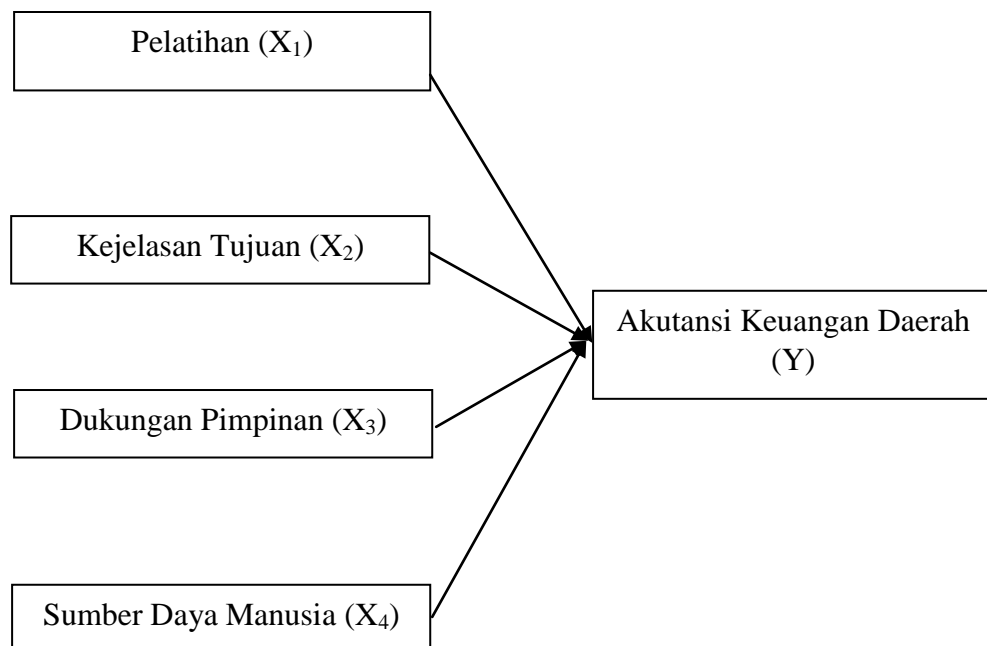 Pelatihan (X₁)
Kejelasan Tujuan (X₂)
Akutansi Keuangan Daerah
(Y)
Dukungan Pimpinan (X₃)
Sumber Daya Manusia (X₄)